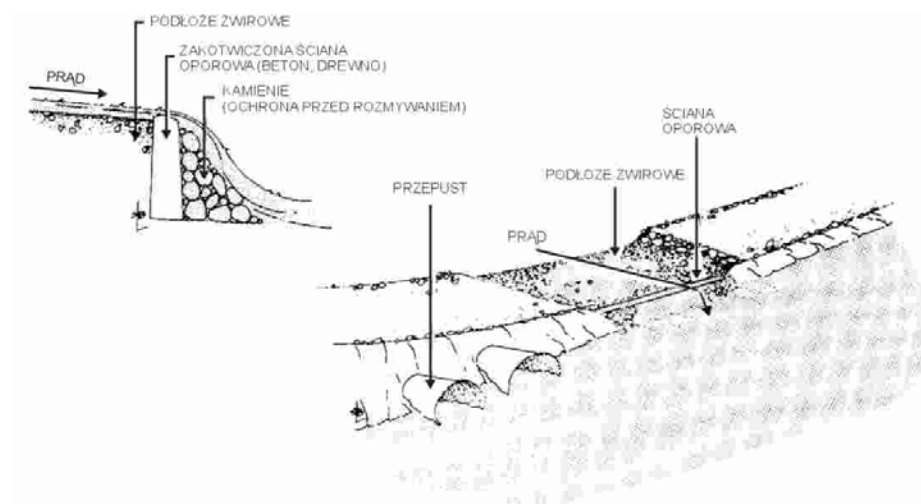 PODŁOŻE ŻWIROWE
ZAKOTWICZONA ŚCIANA
OPOROWA (BETON, DREWNO)
PRĄD
KAMIENIE
(OCHRONA PRZED ROZMYWANIEM)
ŚCIANA
OPOROWA
PODŁOŻE ŻWIROWE
PRZEPUST
PRĄD